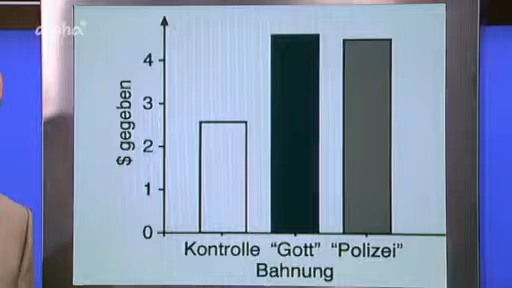 alpha
4
3
2
1
0
$ gegeben
Kontrolle “Gott” “Polizei”
Bahnung